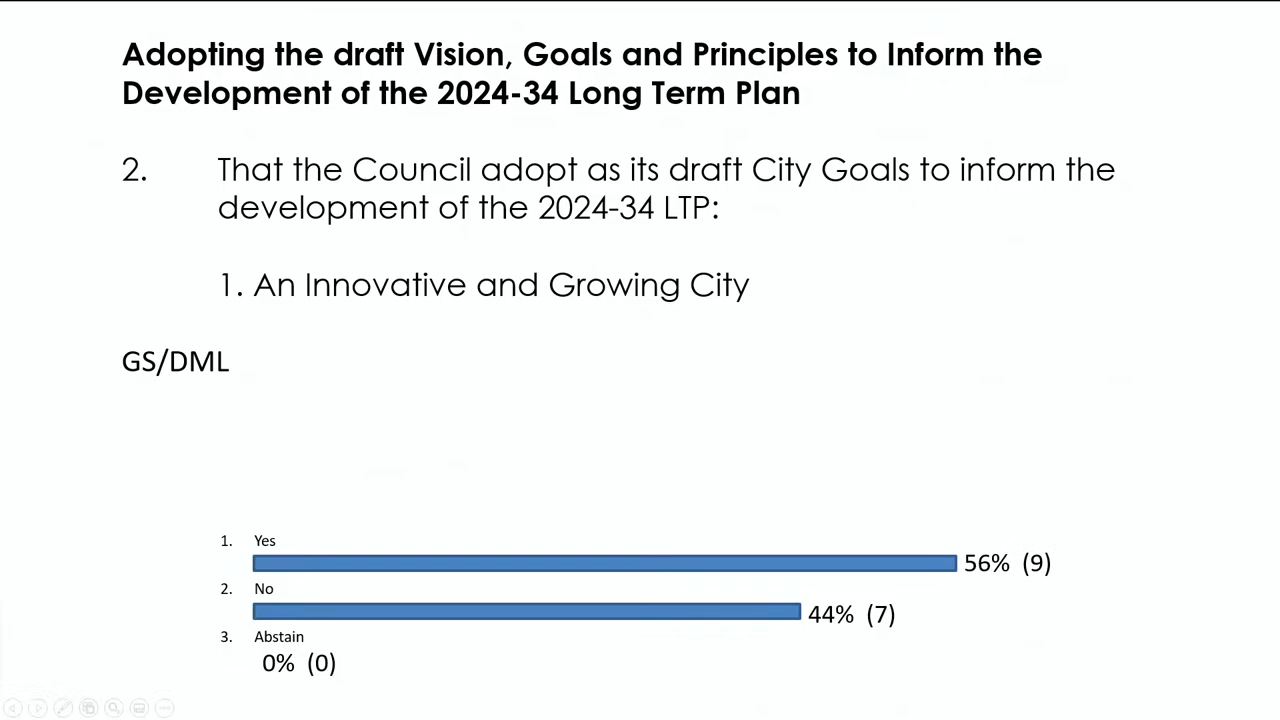 Adopting the draft Vision, Goals and Principles to Inform the
Development of the 2024-34 Long Term Plan
2. That the Council adopt as its draft City Goals to inform the
development of the 2024-34 LTP:
1. An Innovative and Growing City
GS/DML
1. Yes
56% (9)
2. No
44% (7)
3. Abstain
0% (0)